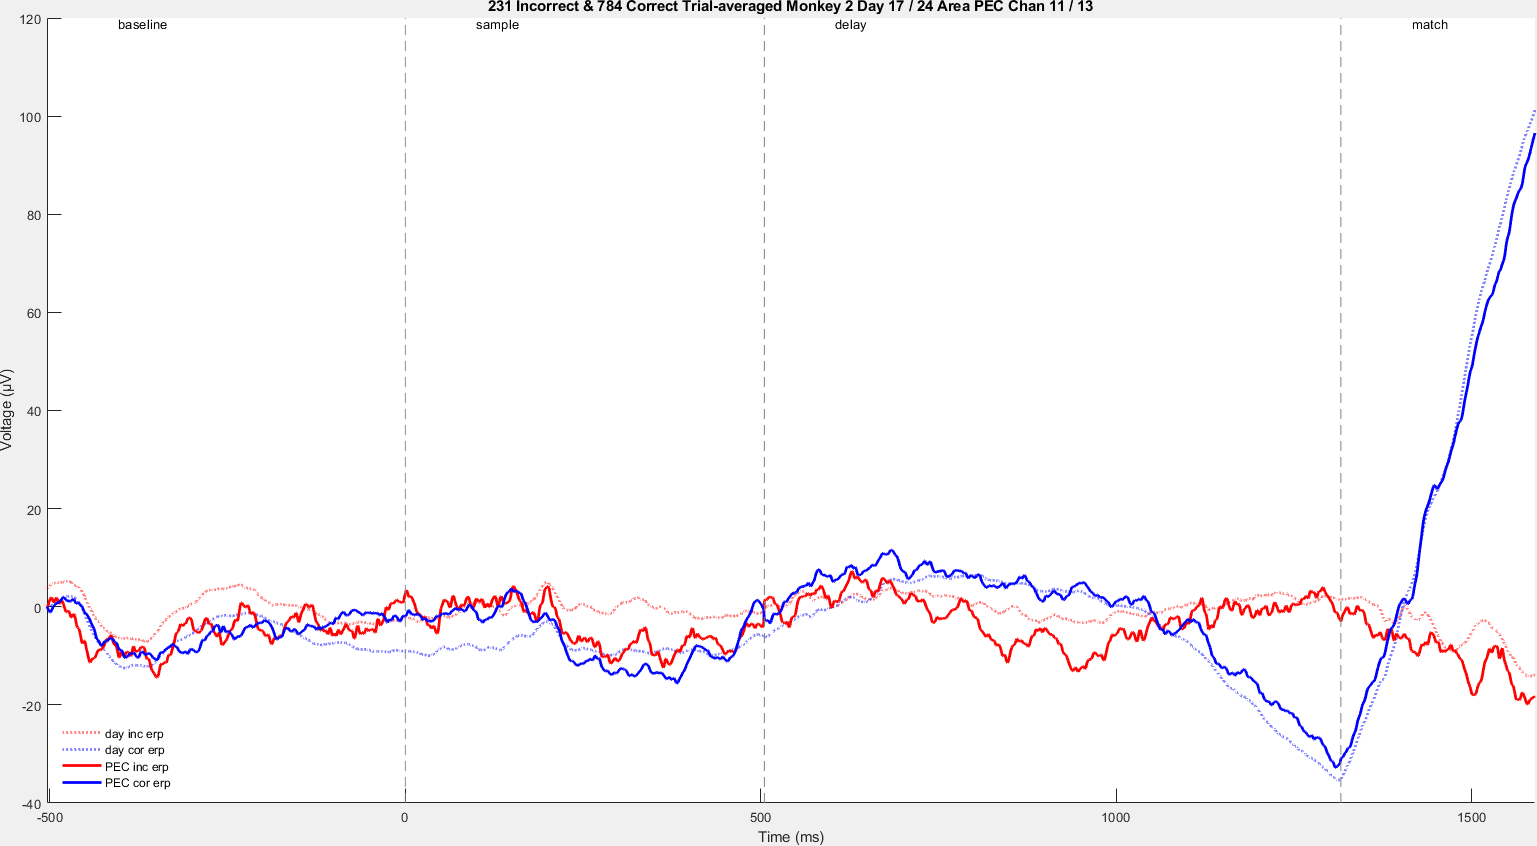 231 Incorrect & 784 Correct Trial-averaged Monkey 2 Day 17 / 24 Area PEC Chan 11 / 13
baseline
sample
delay
match
120
100
80
60
40
20
0
-20
-40
Voltage (µV)
day inc erp
day cor erp
PEC inc erp
PEC cor erp
-500
0
500
1000
1500
Time (ms)